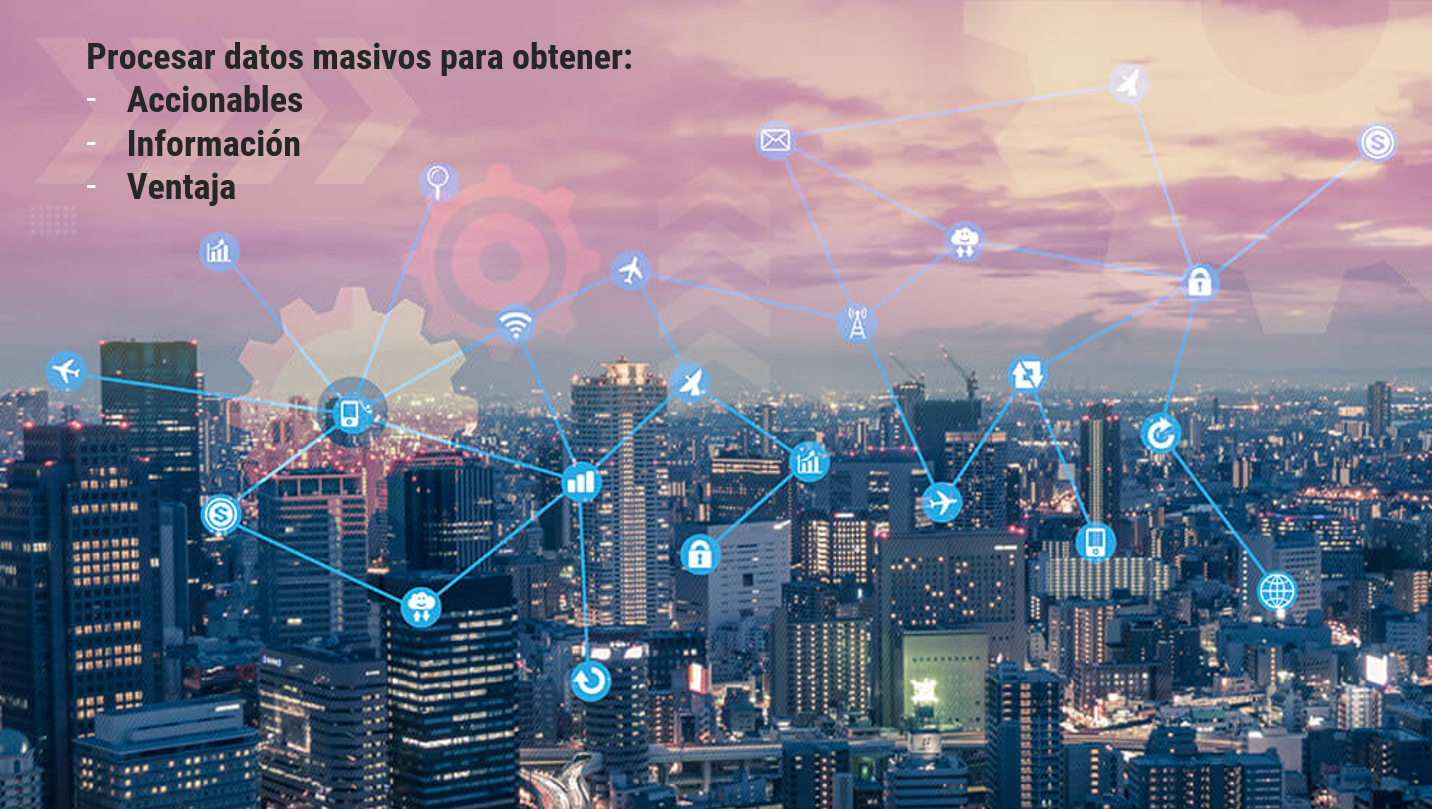 Procesar datos masivos para obtener:
- Accionables
- Información
- Ventaja